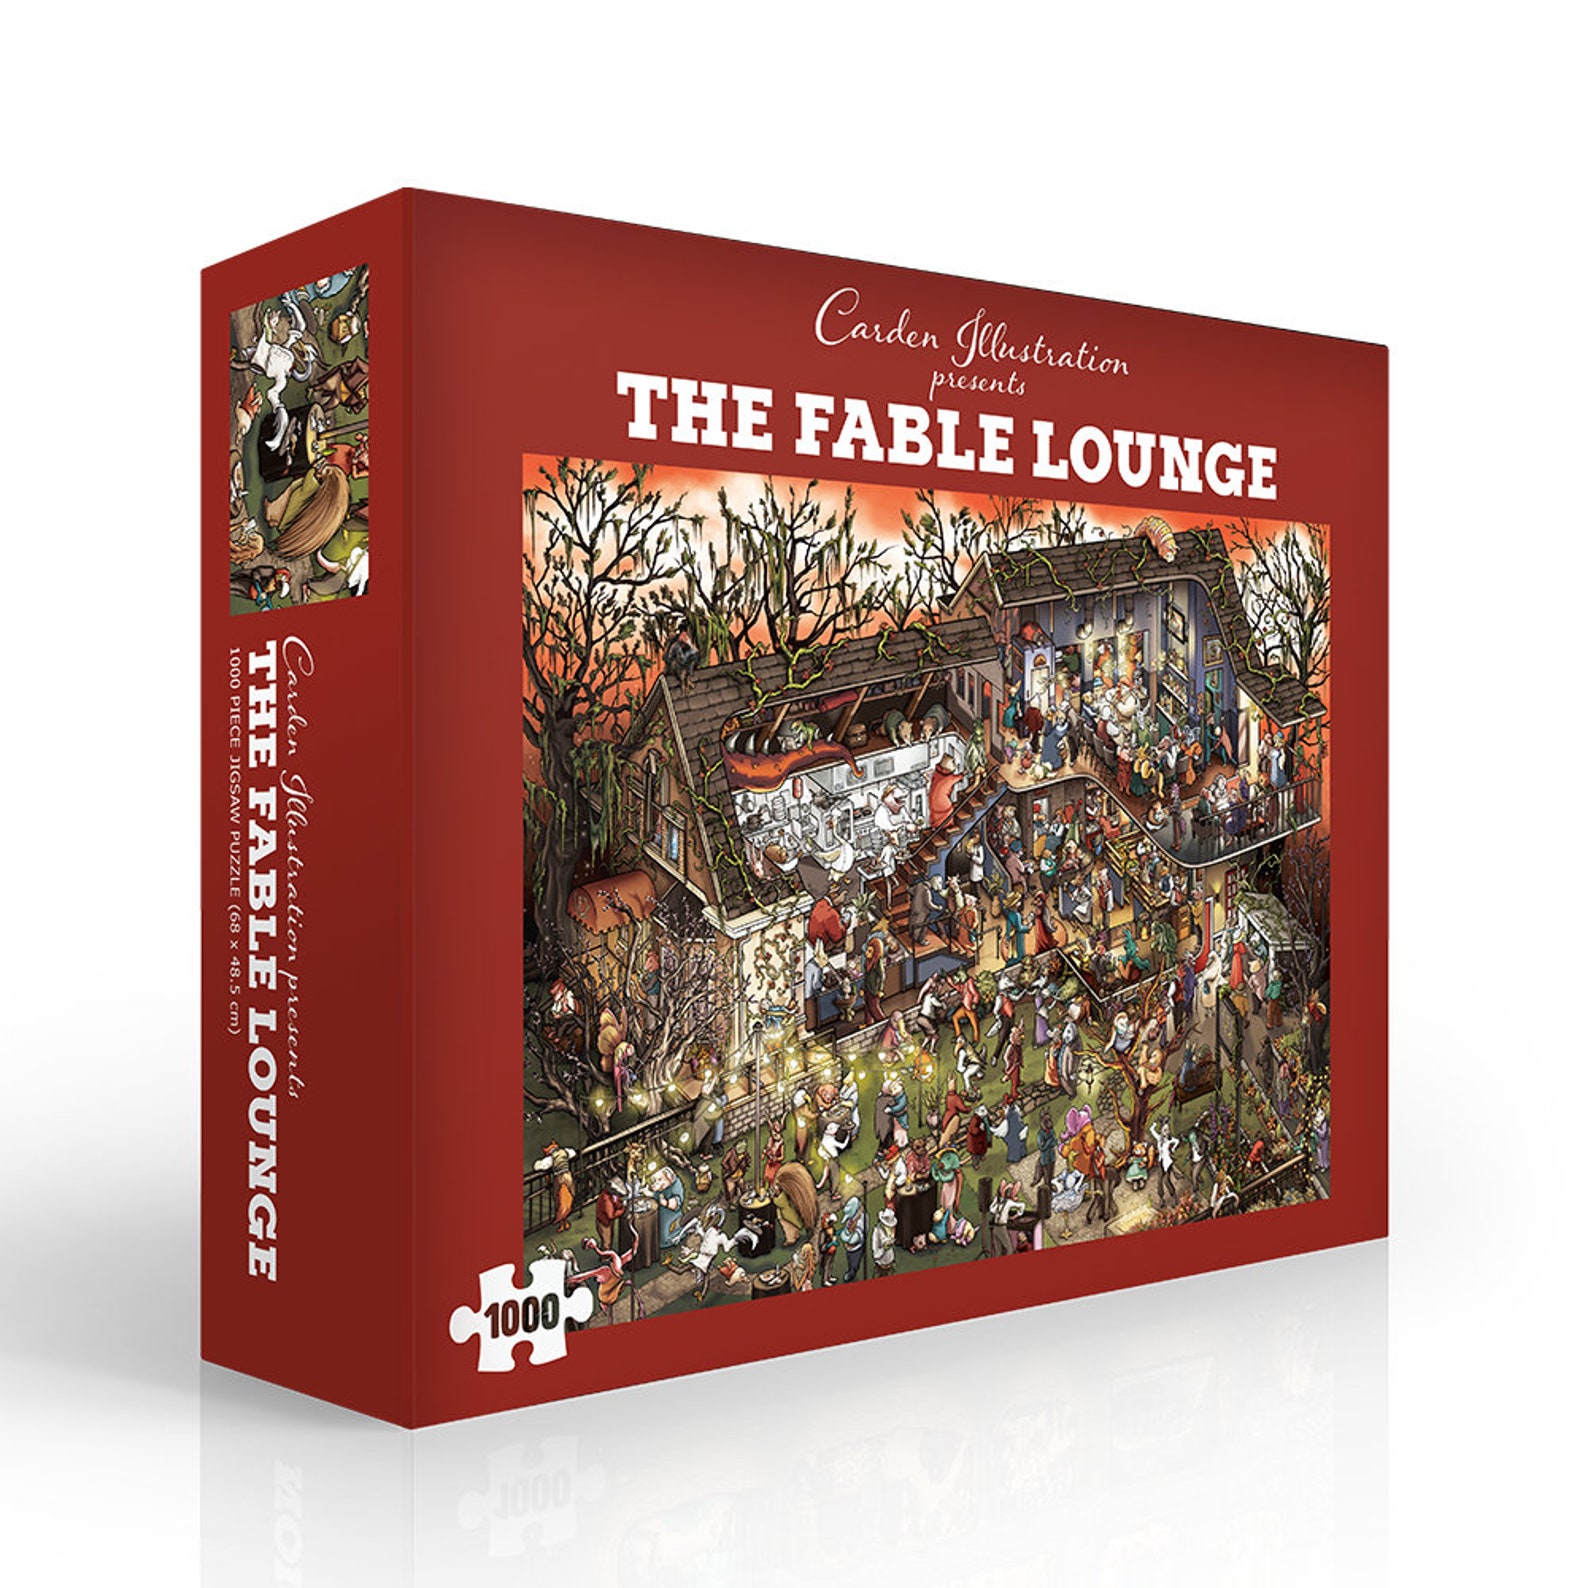 Carden Illustration
presents
THE FABLE LOUNGE
1000
Carden Illustration presents
THE FABLE LOUNGE
1000 PIECE JIGSAW PUZZLE (68 x 48.5 cm)